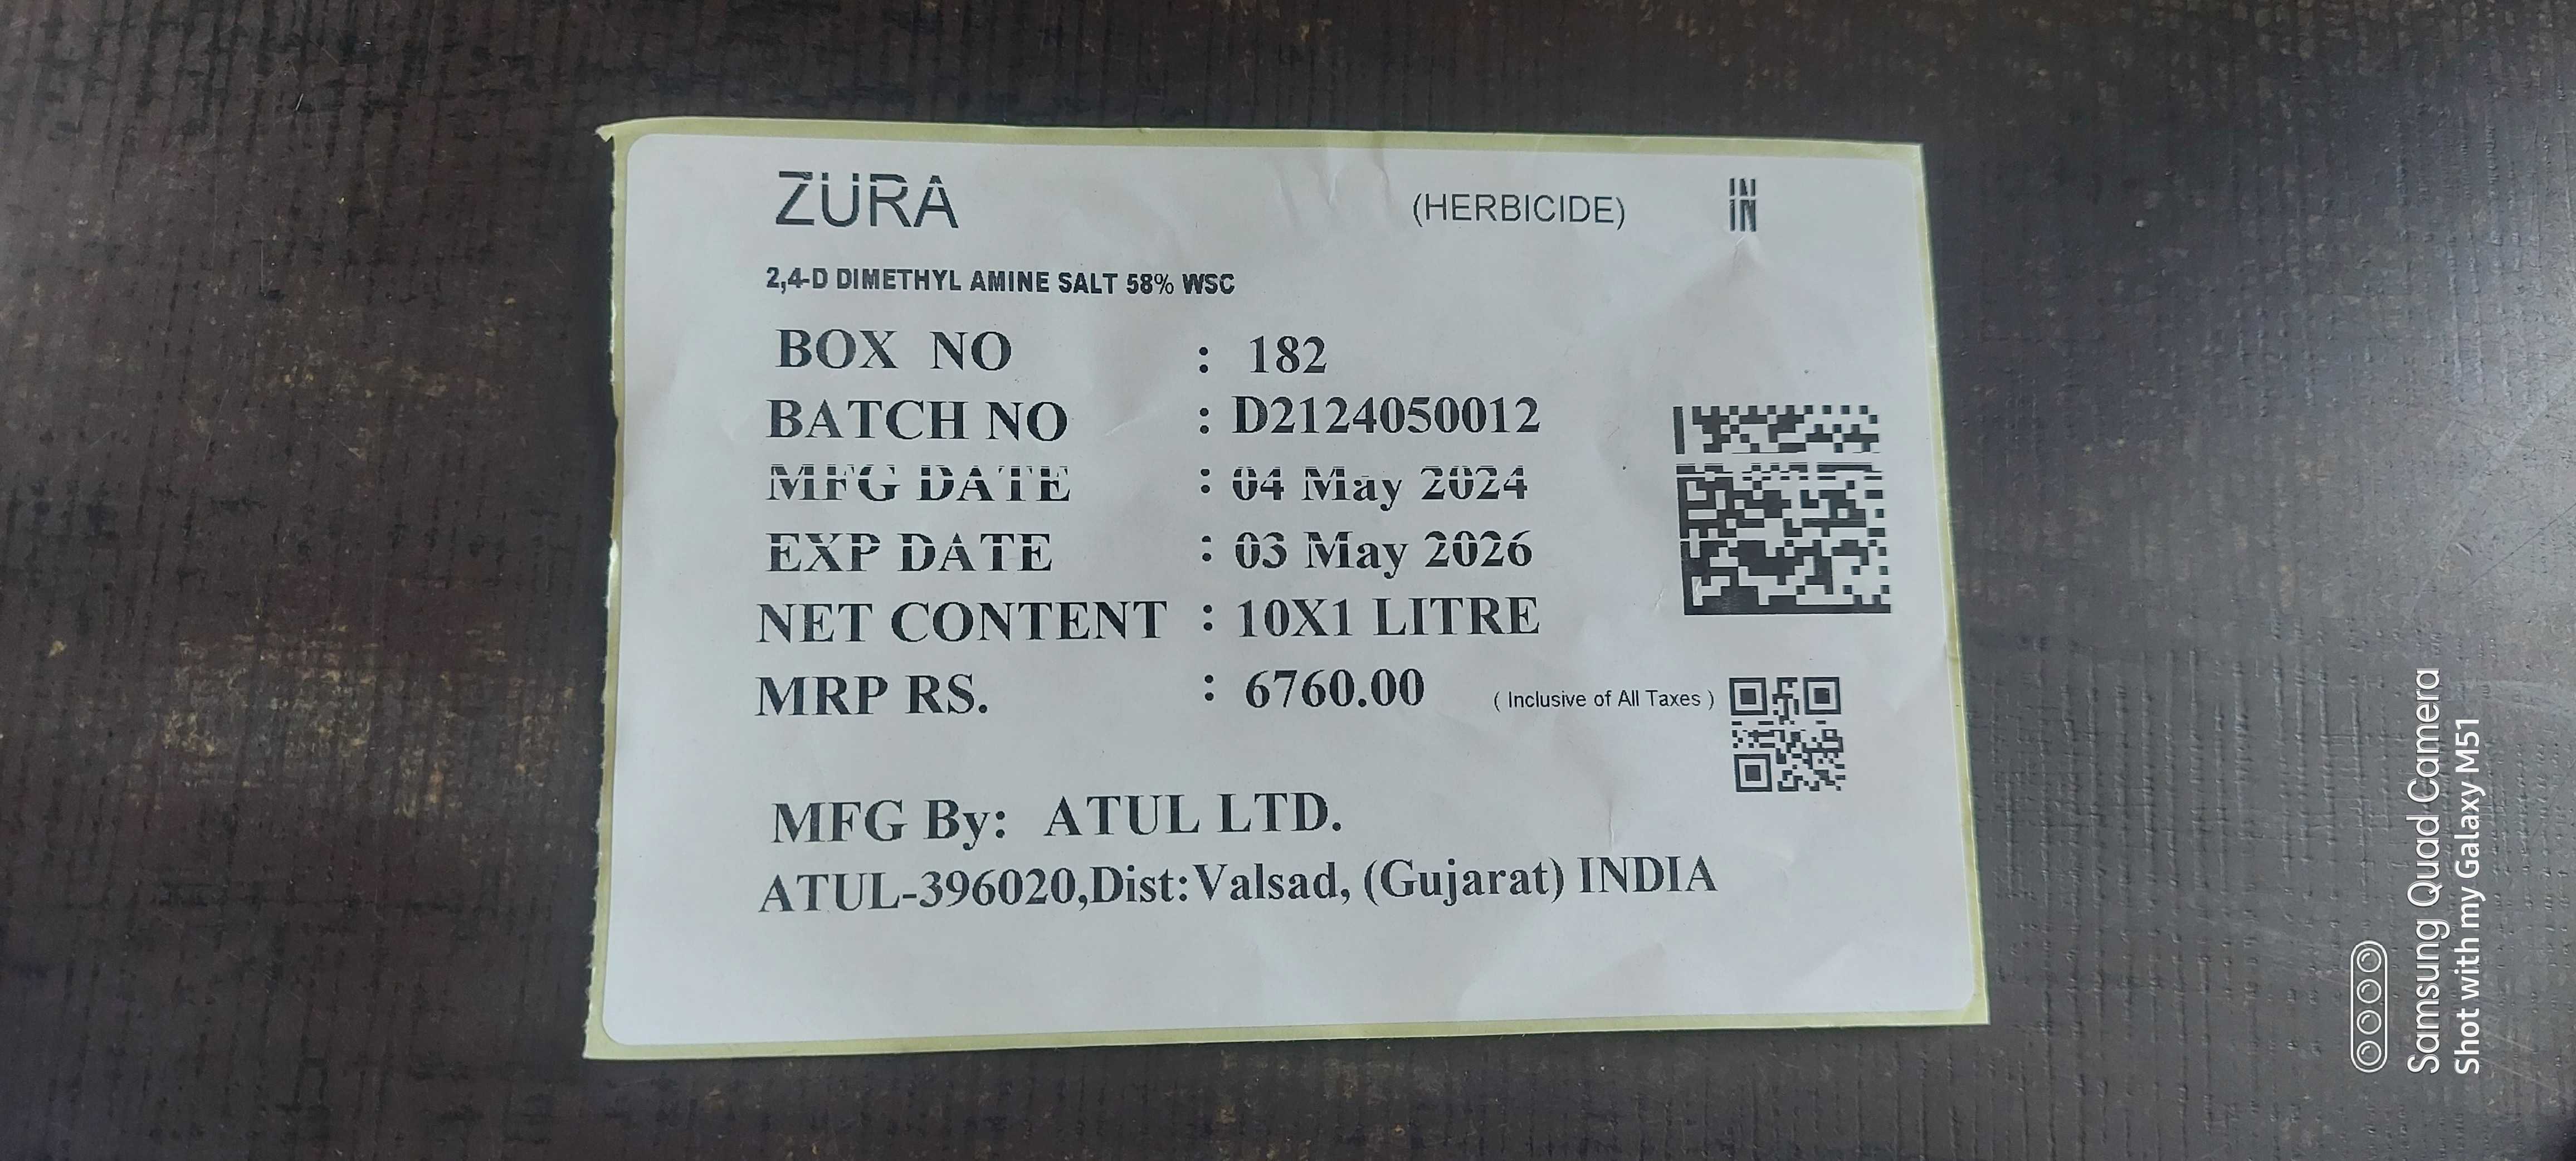 ZURA (HERBICIDE) IN
IN
2,4-D DIMETHYL AMINE SALT 58% WSC
BOX NO : 182
BATCH NO : D2124050012
MFG DATE : 04 May 2024
EXP DATE : 03 May 2026
NET CONTENT : 10X1 LITRE
MRP RS. : 6760.00 ( Inclusive of All Taxes )
MFG By: ATUL LTD.
ATUL-396020,Dist:Valsad, (Gujarat) INDIA
Samsung Quad Camera
Shot with my Galaxy M51